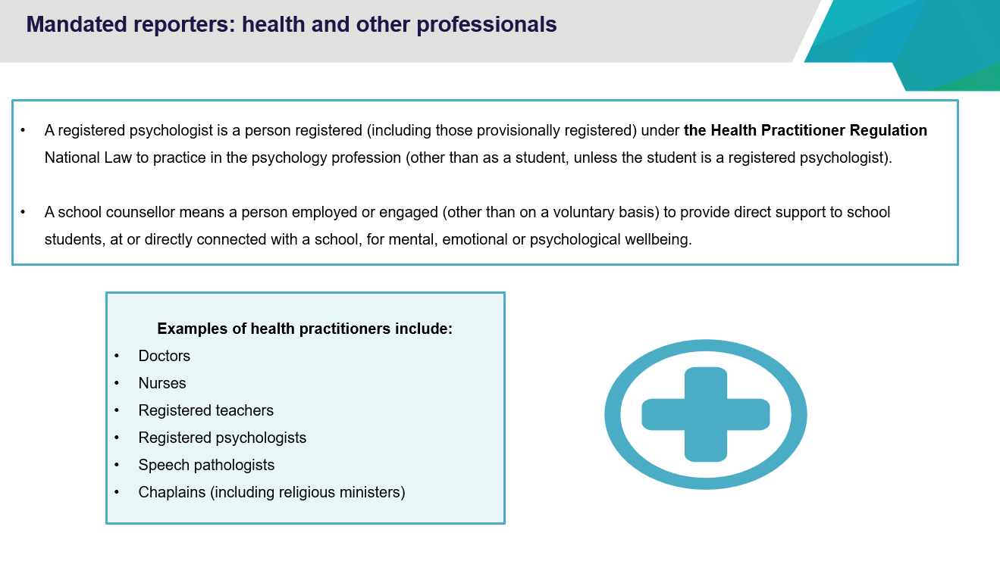 Mandated reporters: health and other professionals
• A registered psychologist is a person registered (including those provisionally registered) under the Health Practitioner Regulation
National Law to practice in the psychology profession (other than as a student, unless the student is a registered psychologist).
• A school counsellor means a person employed or engaged (other than on a voluntary basis) to provide direct support to school
students, at or directly connected with a school, for mental, emotional or psychological wellbeing.
Examples of health practitioners include:
• Doctors
• Nurses
• Registered teachers
• Registered psychologists
• Speech pathologists
• Chaplains (including religious ministers)